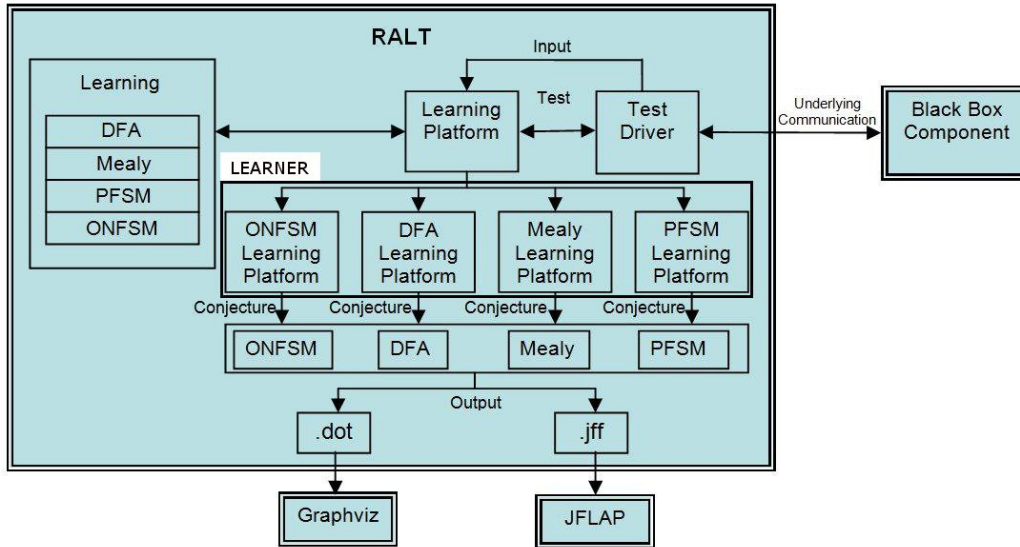 RALT
Input
Learning
DFA
Mealy
PFSM
ONFSM
Learning
Platform
Test
Test
Driver
Underlying
Communication
Black Box
Component
LEARNER
ONFSM
Learning
Platform
DFA
Learning
Platform
Mealy
Learning
Platform
PFSM
Learning
Platform
Conjecture
Conjecture
Conjecture
Conjecture
ONFSM
DFA
Mealy
PFSM
Output
.dot
.jff
Graphviz
JFLAP